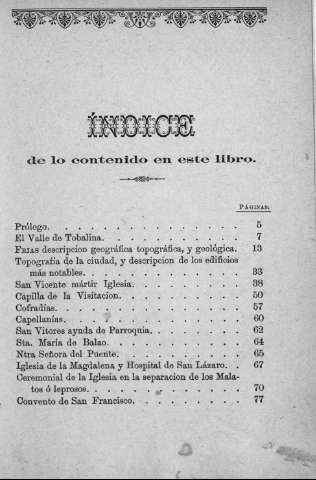 ÍNDICE
de lo contenido en este libro.
PÁGINAS.
Prólogo. . . . . . . . . . . . . . 5
El Valle de Tobalina. . . . . . . . . . 7
FRIAS descripcion geográfica topográfica, y geológica. 13
Topografía de la ciudad, y descripcion de los edificios
más notables. . . . . . . . . . . . 33
San Vicente mártir Iglesia . . . . . . . . 38
Capilla de la Visitacion. . . . . . . . . 50
Cofradías. . . . . . . . . . . . . 57
Capellanías. . . . . . . . . . . . 60
San Vitores ayuda de Parroquia. . . . . . . 62
Sta. María de Balao. . . . . . . . . . 64
Ntra Señora del Puente. . . . . . . . . 65
Iglesia de la Magdalena y Hospital de San Lázaro. . 67
Ceremonial de la Iglesia en la separacion de los Mala-
tos ó leprosos. . . . . . . . . . . 70
Convento de San Francisco. . . . . . . . 77